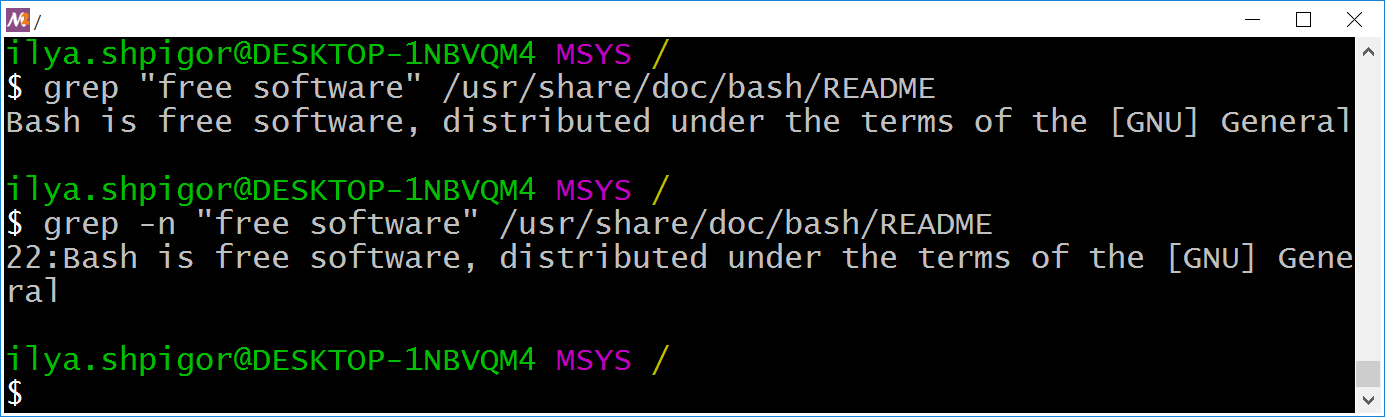 /
ilya.shpigor@DESKTOP-1NBVQM4 MSYS /
$ grep "free software" /usr/share/doc/bash/README
Bash is free software, distributed under the terms of the [GNU] General
ilya.shpigor@DESKTOP-1NBVQM4 MSYS /
$ grep -n "free software" /usr/share/doc/bash/README
22:Bash is free software, distributed under the terms of the [GNU] Gene
ral
ilya.shpigor@DESKTOP-1NBVQM4 MSYS /
$